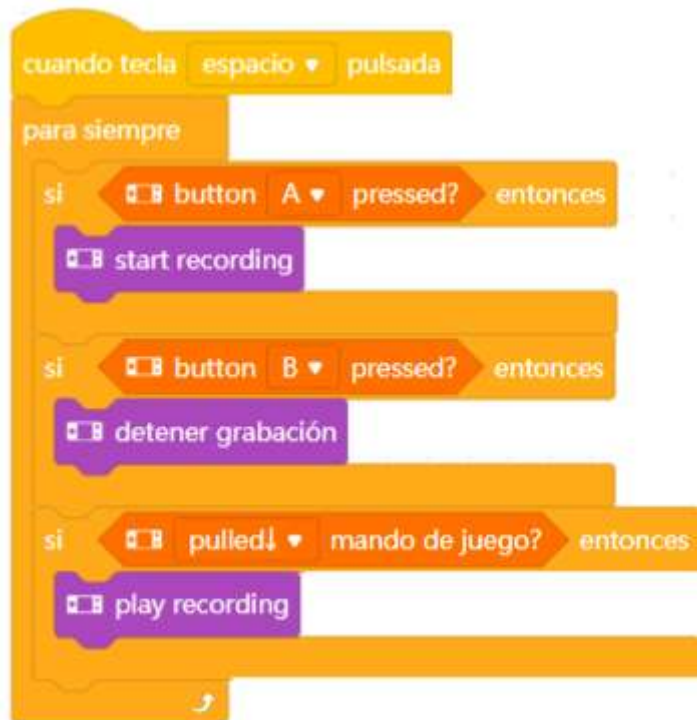 cuando tecla espacio pulsada
para siempre
si button A pressed? entonces
start recording
si button B pressed? entonces
detener grabación
si pulled↓ mando de juego? entonces
play recording